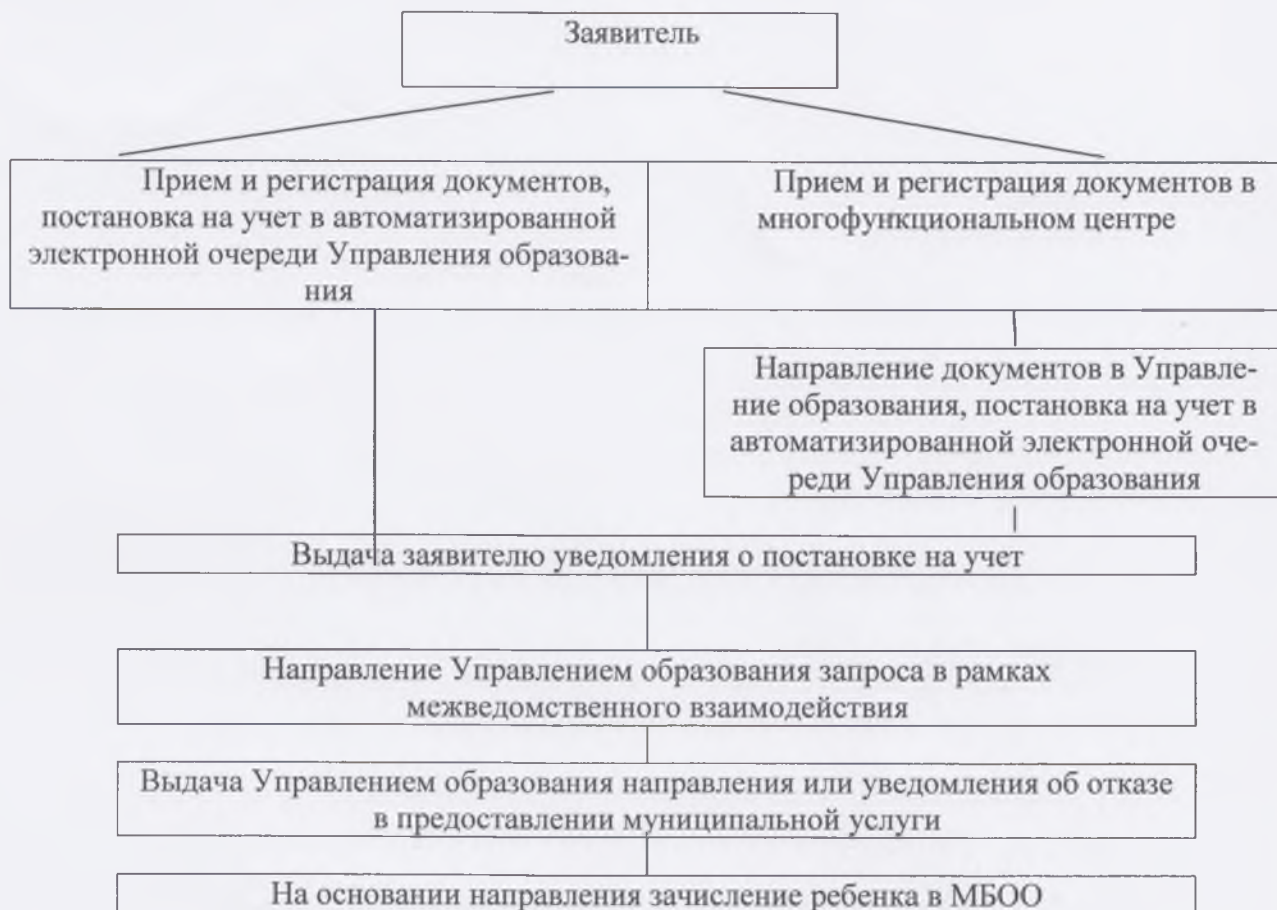 Заявитель
Прием и регистрация документов,
постановка на учет в автоматизированной
электронной очереди Управления образова-
ния
Прием и регистрация документов в
многофункциональном центре
Направление документов в Управле-
ние образования, постановка на учет в
автоматизированной электронной оче-
реди Управления образования
Выдача заявителю уведомления о постановке на учет
Направление Управлением образования запроса в рамках
межведомственного взаимодействия
Выдача Управлением образования направления или уведомления об отказе
в предоставлении муниципальной услуги
На основании направления зачисление ребенка в МБОО